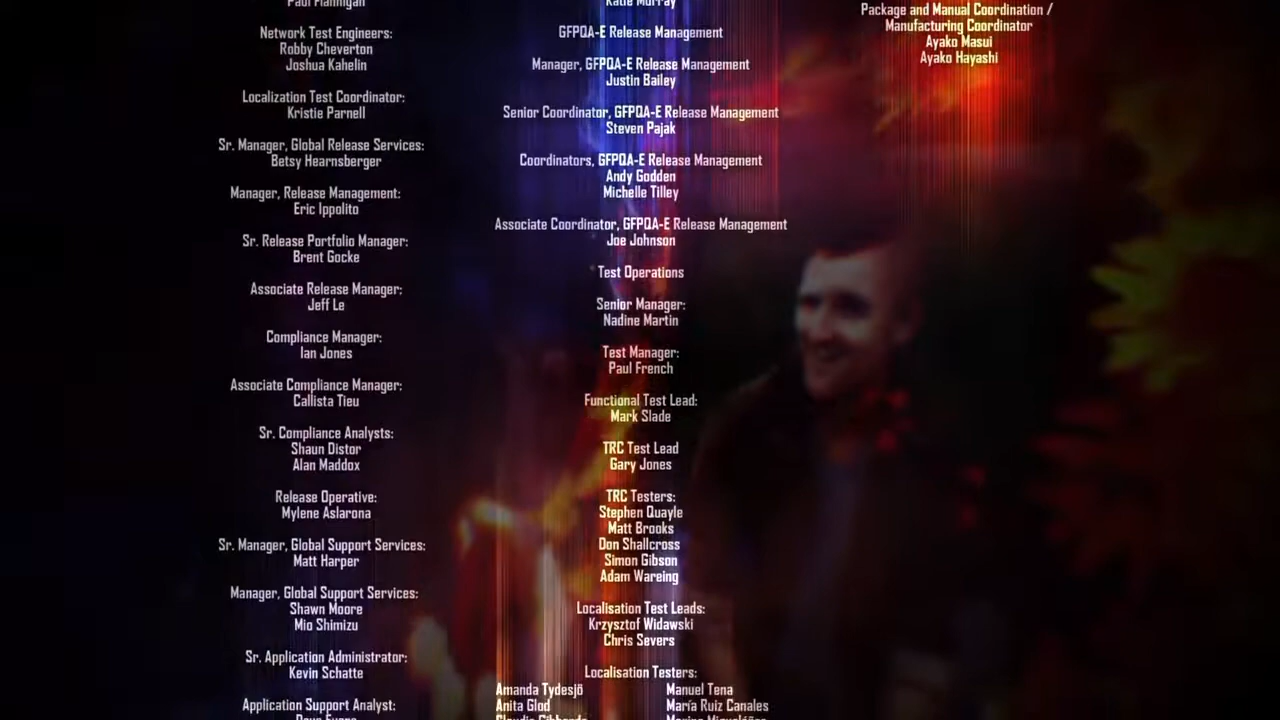 Paul Flannigan
Network Test Engineers:
Robby Cheverton
Joshua Kahelin
Localization Test Coordinator:
Kristie Parnell
Sr. Manager, Global Release Services:
Betsy Hearnsberger
Manager, Release Management:
Eric Ippolito
Sr. Release Portfolio Manager:
Brent Gocke
Associate Release Manager:
Jeff Le
Compliance Manager:
Ian Jones
Associate Compliance Manager:
Callista Tieu
Sr. Compliance Analysts:
Shaun Distor
Alan Maddox
Release Operative:
Mylene Aslarona
Sr. Manager, Global Support Services:
Matt Harper
Manager, Global Support Services:
Shawn Moore
Mio Shimizu
Sr. Application Administrator:
Kevin Schatte
Application Support Analyst:
Katie Murray
GFPQA-E Release Management
Manager, GFPQA-E Release Management
Justin Bailey
Senior Coordinator, GFPQA-E Release Management
Steven Pajak
Coordinators, GFPQA-E Release Management
Andy Godden
Michelle Tilley
Associate Coordinator, GFPQA-E Release Management
Joe Johnson
Test Operations
Senior Manager:
Nadine Martin
Test Manager:
Paul French
Functional Test Lead:
Mark Slade
TRC Test Lead
Gary Jones
TRC Testers:
Stephen Quayle
Matt Brooks
Don Shallcross
Simon Gibson
Adam Wareing
Localisation Test Leads:
Krzysztof Widawski
Chris Severs
Localisation Testers:
Amanda Tydesjö
Anita Glod
Manuel Tena
María Ruiz Canales
Package and Manual Coordination /
Manufacturing Coordinator
Ayako Masui
Ayako Hayashi